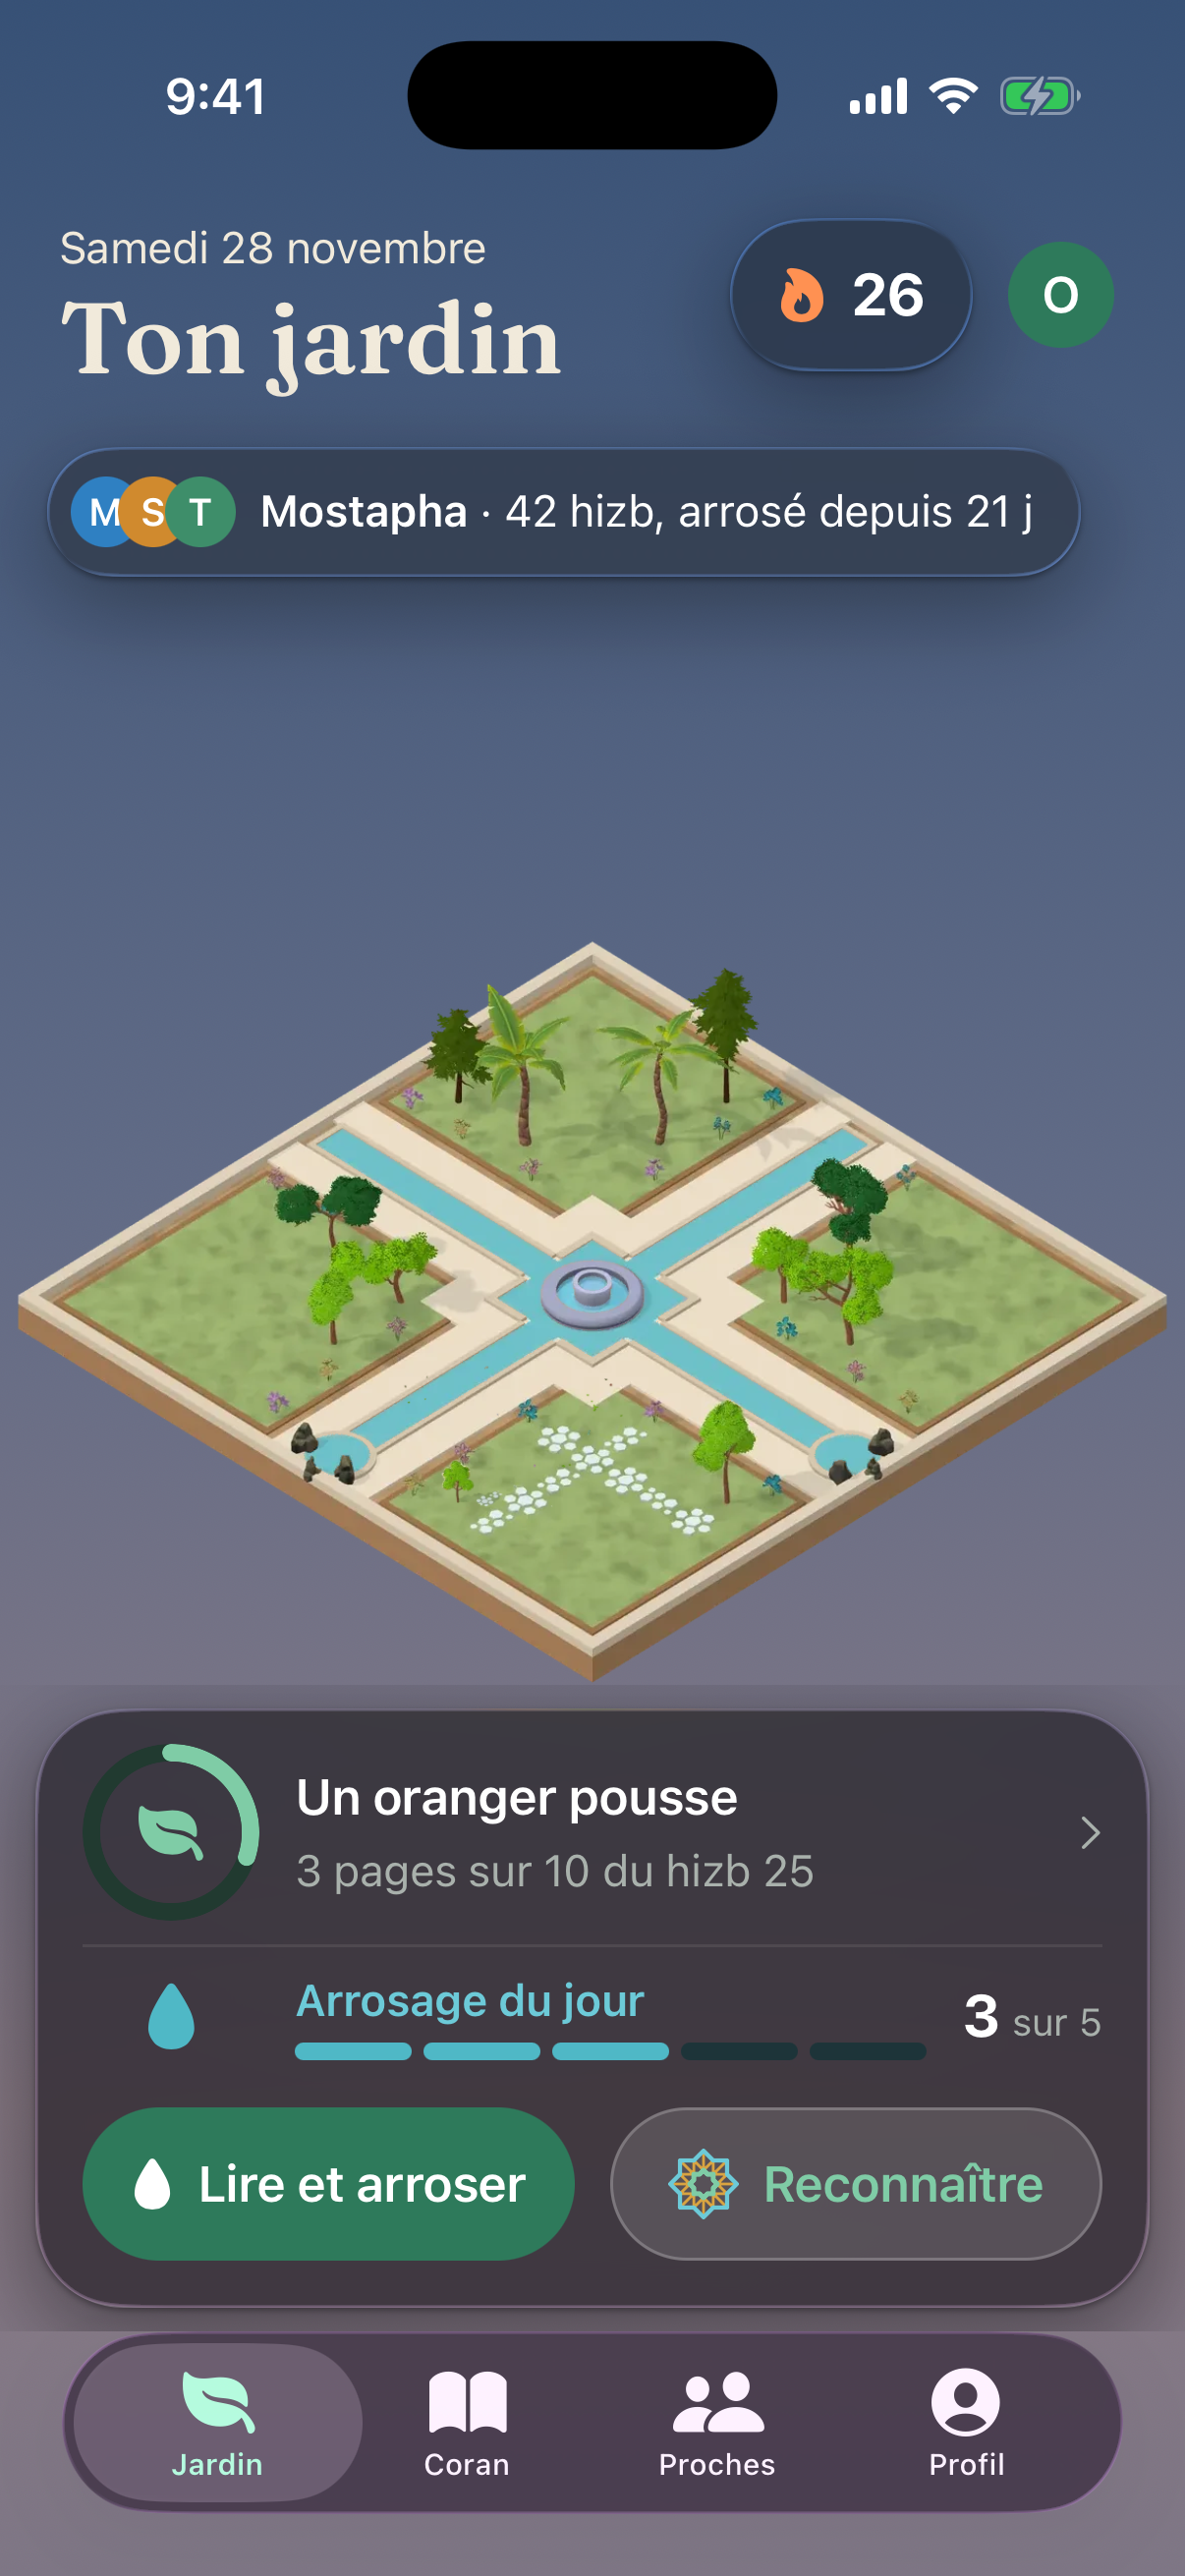 9:41
Samedi 28 novembre
Ton jardin
26
O
M S T Mostapha · 42 hizb, arrosé depuis 21 j
Un oranger pousse
3 pages sur 10 du hizb 25
Arrosage du jour
3 sur 5
Lire et arroser
Reconnaître
Jardin
Coran
Proches
Profil